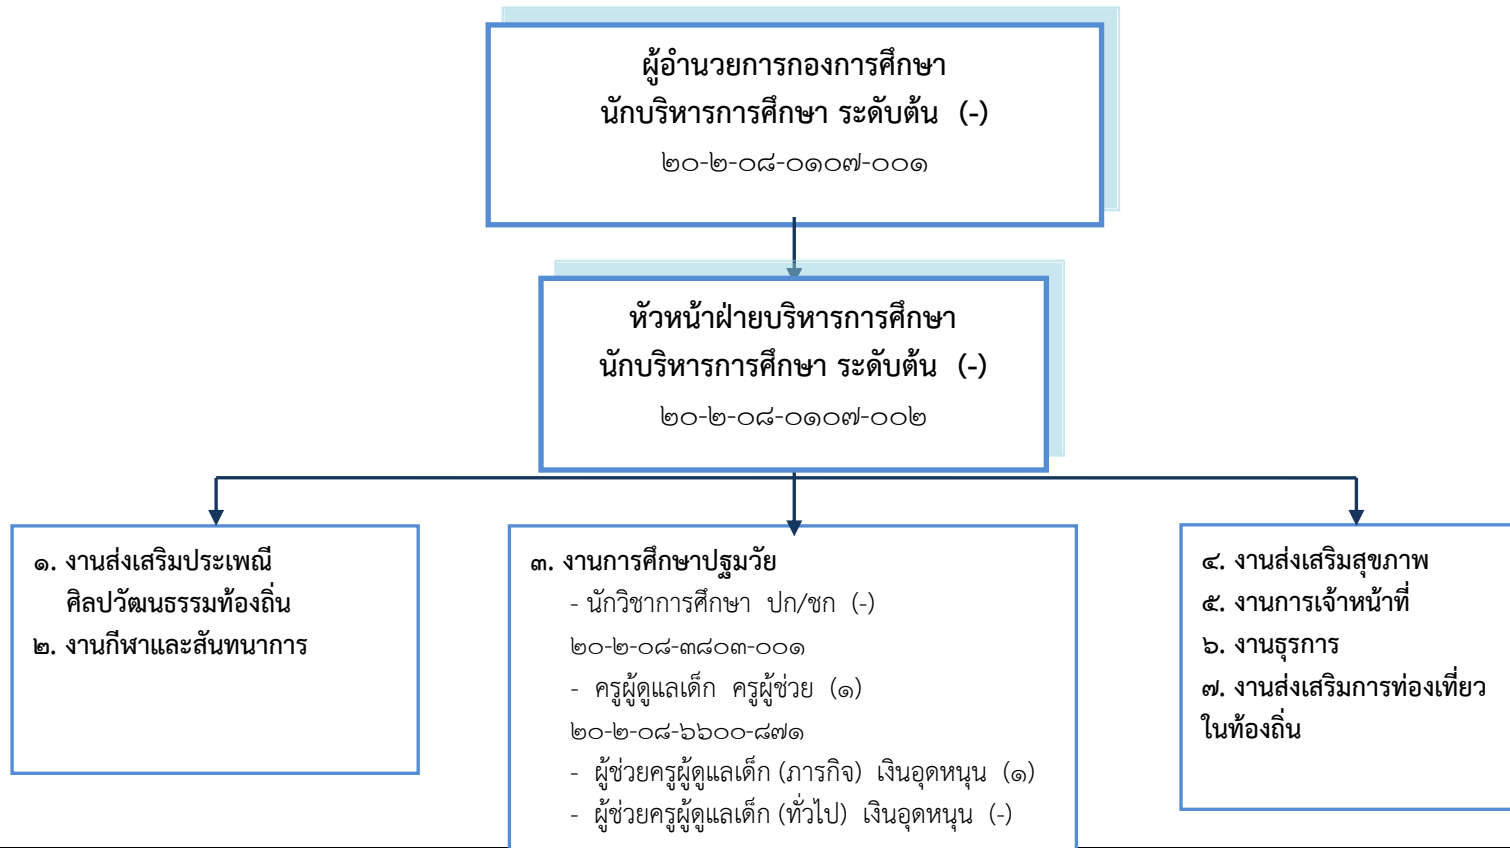 ผู้อำนวยการกองการศึกษา
นักบริหารการศึกษา ระดับต้น (-)
๒๐-๒-๐๘-๐๑๐๗-๐๐๑
หัวหน้าฝ่ายบริหารการศึกษา
นักบริหารการศึกษา ระดับต้น (-)
๒๐-๒-๐๘-๐๑๐๗-๐๐๒
๑. งานส่งเสริมประเพณี
ศิลปวัฒนธรรมท้องถิ่น
๒. งานกีฬาและสันทนาการ
๓. งานการศึกษาปฐมวัย
- นักวิชาการศึกษา ปก/ชก (-)
๒๐-๒-๐๘-๓๘๐๓-๐๐๑
- ครูผู้ดูแลเด็ก ครูผู้ช่วย (๑)
๒๐-๒-๐๘-๖๖๐๐-๘๗๑
- ผู้ช่วยครูผู้ดูแลเด็ก (ภารกิจ) เงินอุดหนุน (๑)
- ผู้ช่วยครูผู้ดูแลเด็ก (ทั่วไป) เงินอุดหนุน (-)
๔. งานส่งเสริมสุขภาพ
๕. งานการเจ้าหน้าที่
๖. งานธุรการ
๗. งานส่งเสริมการท่องเที่ยว
ในท้องถิ่น